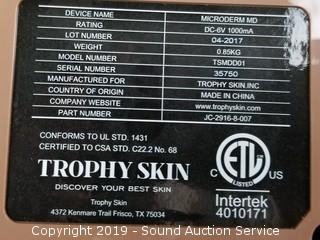 DEVICE NAME MICRODERM MD
RATING DC-6V 1000mA
LOT NUMBER 04-2017
WEIGHT 0.85KG
MODEL NUMBER TSMDD01
SERIAL NUMBER 35750
MANUFACTURED FOR TROPHY SKIN.INC
COUNTRY OF ORIGIN MADE IN CHINA
COMPANY WEBSITE www.trophyskin.com
PART NUMBER JC-2916-8-007
CONFORMS TO UL STD. 1431
CERTIFIED TO CSA STD. C22.2 No. 68
TROPHY SKIN
DISCOVER YOUR BEST SKIN
Trophy Skin
4372 Kenmare Trail Frisco, TX 75034
C ETL US
LISTED
Intertek
4010171
Copyright 2019 - Sound Auction Service